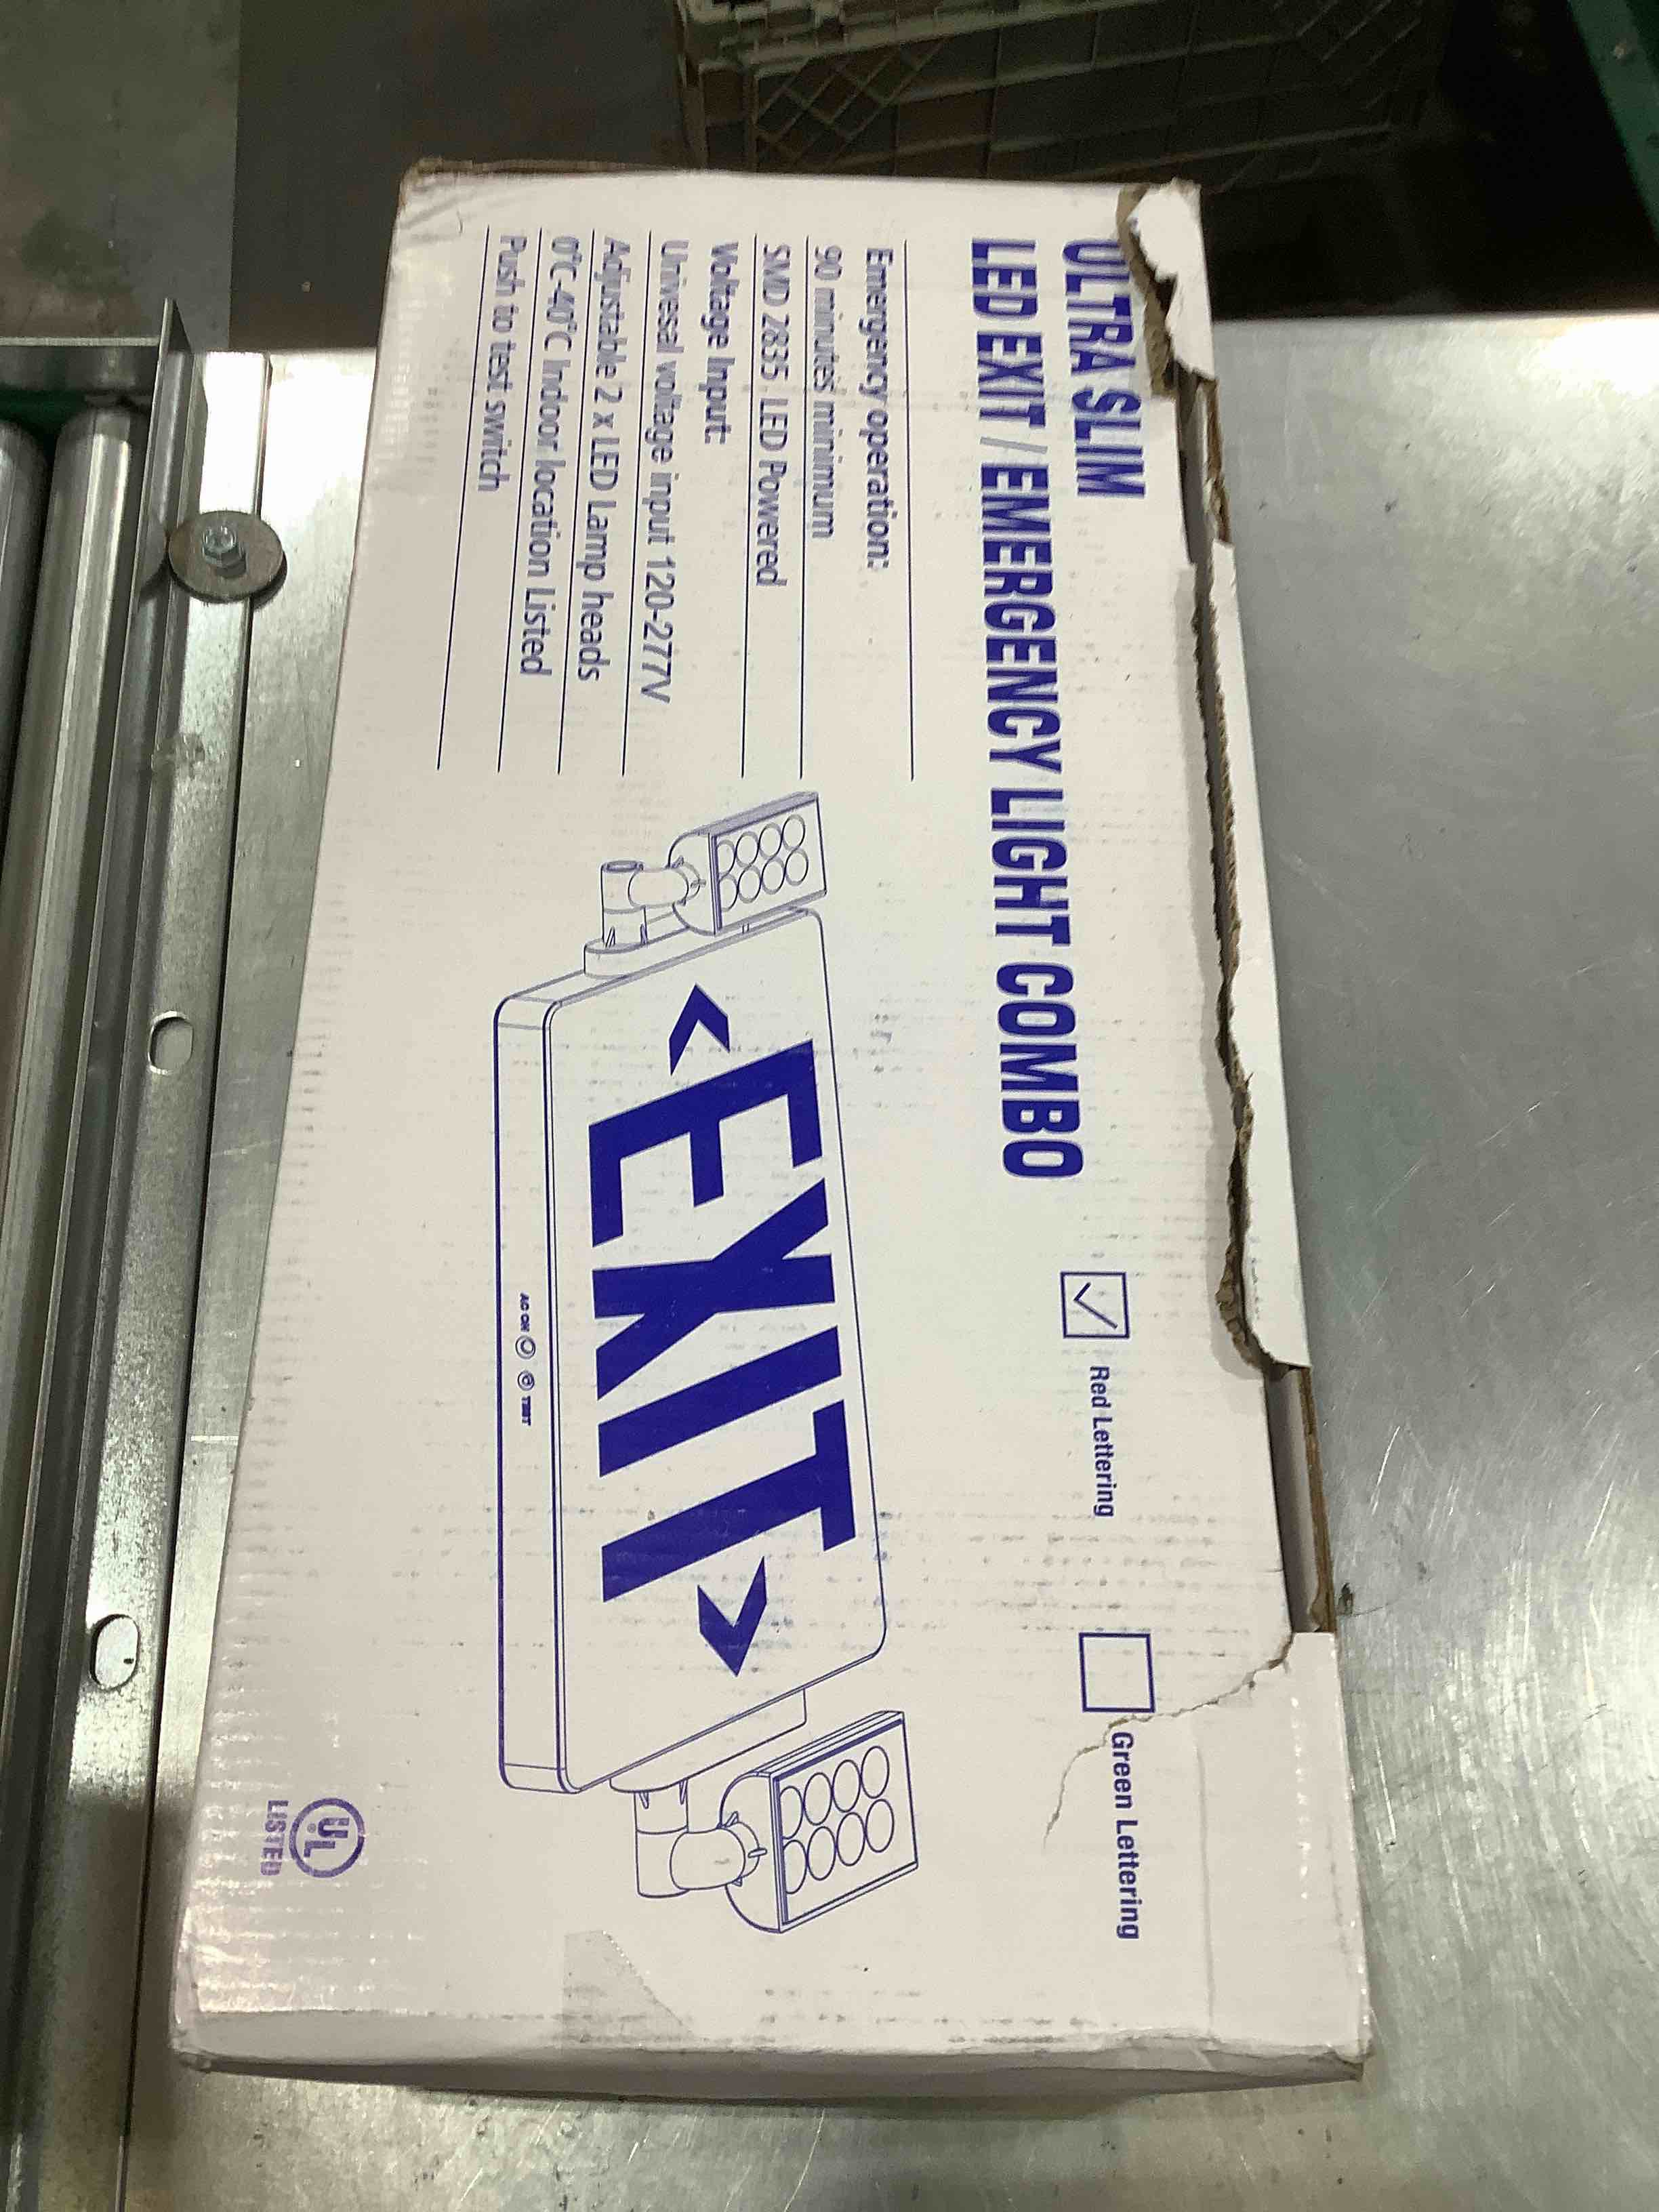 ULTRA SLIM
LED EXIT / EMERGENCY LIGHT COMBO
Red Lettering
Green Lettering
Emergency operation:
90 minutes minimum
SMD 2835 LED Powered
Voltage Input:
Universal voltage input 120-277V
Adjustable 2 x LED Lamp heads
0°C-40°C Indoor location Listed
Push to test switch
EXIT
AC ON
TEST
UL
LISTED